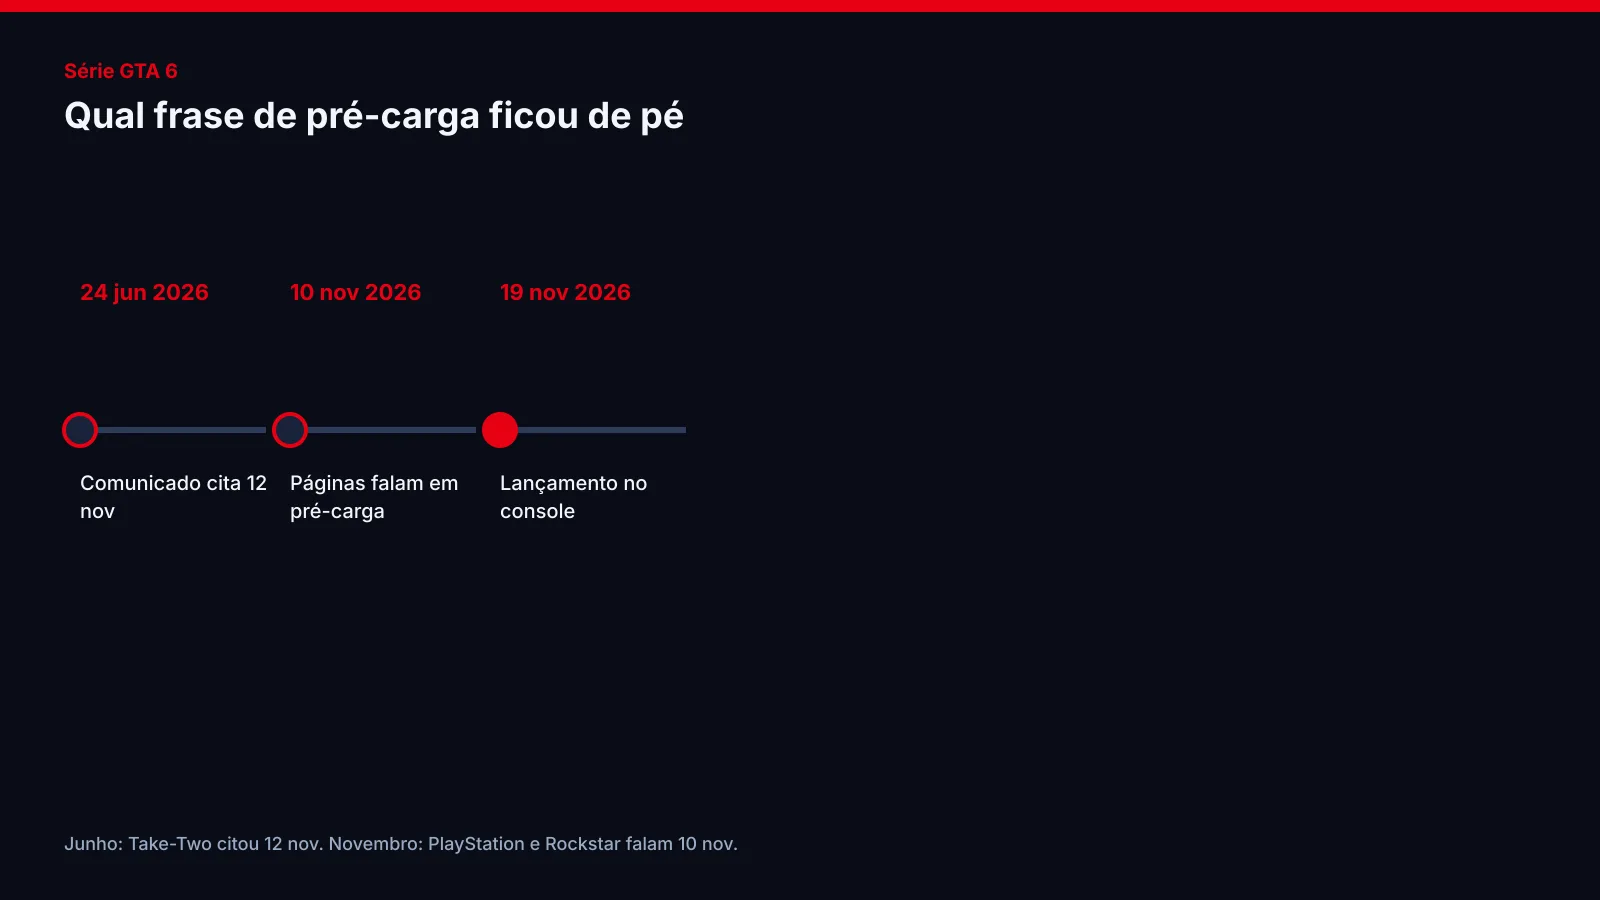 Série GTA 6
Qual frase de pré-carga ficou de pé
24 jun 2026
10 nov 2026
19 nov 2026
Comunicado cita 12
nov
Páginas falam em
pré-carga
Lançamento no
console
Junho: Take-Two citou 12 nov. Novembro: PlayStation e Rockstar falam 10 nov.